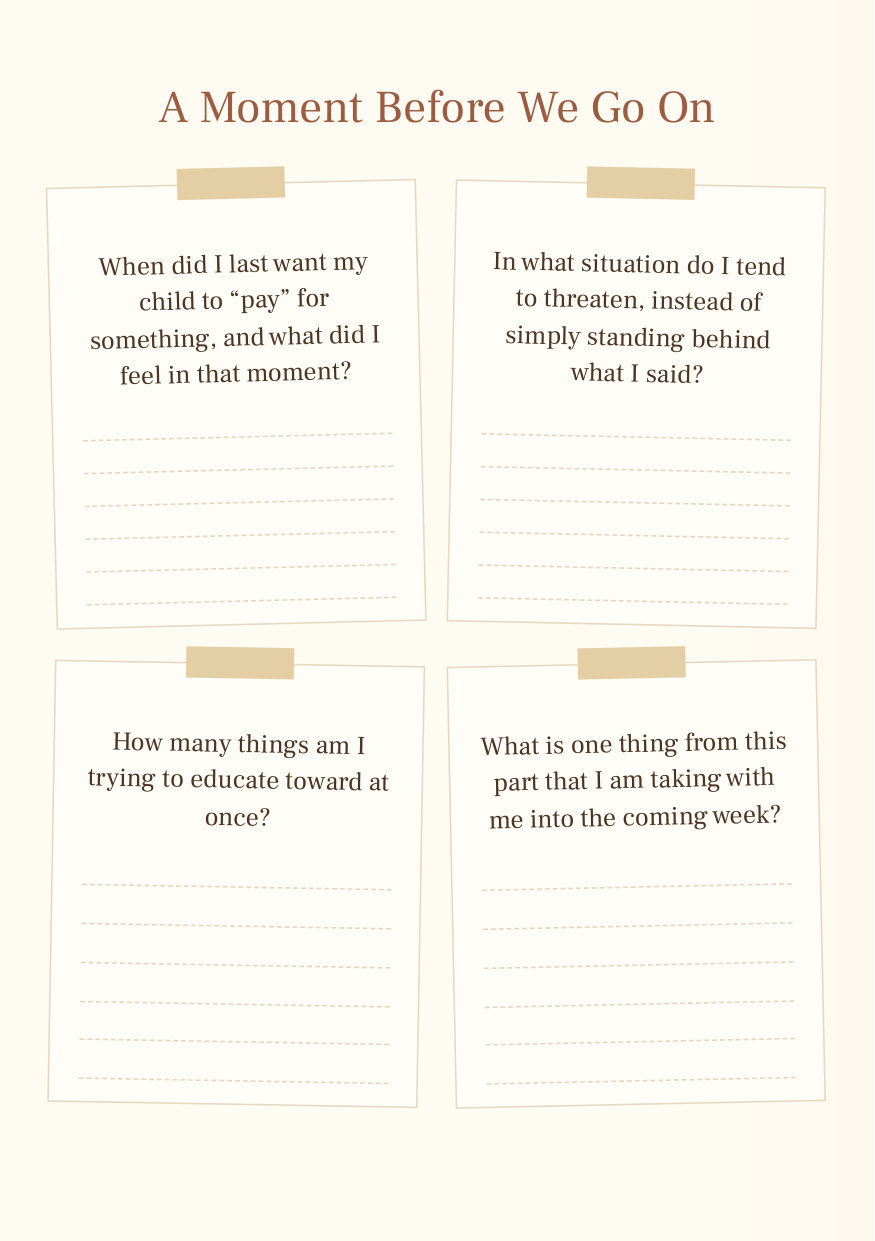 A Moment Before We Go On
When did I last want my
child to “pay” for
something, and what did I
feel in that moment?
In what situation do I tend
to threaten, instead of
simply standing behind
what I said?
How many things am I
trying to educate toward at
once?
What is one thing from this
part that I am taking with
me into the coming week?